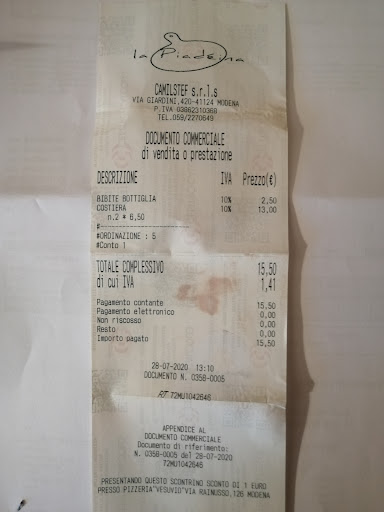 la Piadéina
CAMILSTEF s.r.l.s
VIA GIARDINI,420-41124 MODENA
P.IVA 03862310368
TEL.059/2270649
DOCUMENTO COMMERCIALE
di vendita o prestazione
DESCRIZIONE IVA Prezzo(€)
BIBITE BOTTIGLIA 10% 2,50
COSTIERA 10% 13,00
n.2 * 6,50
#------------------------
#ORDINAZIONE : 5
#Conto 1
TOTALE COMPLESSIVO 15,50
di cui IVA 1,41
Pagamento contante 15,50
Pagamento elettronico 0,00
Non riscosso 0,00
Resto 0,00
Importo pagato 15,50
28-07-2020 13:10
DOCUMENTO N. 0358-0005
RT 72MU1042646
APPENDICE AL
DOCUMENTO COMMERCIALE
Documento di riferimento:
N. 0358-0005 del 28-07-2020
72MU1042646
PRESENTANDO QUESTO SCONTRINO SCONTO DI 1 EURO
PRESSO PIZZERIA"VESUVIO"VIA RAINUSSO,126 MODENA